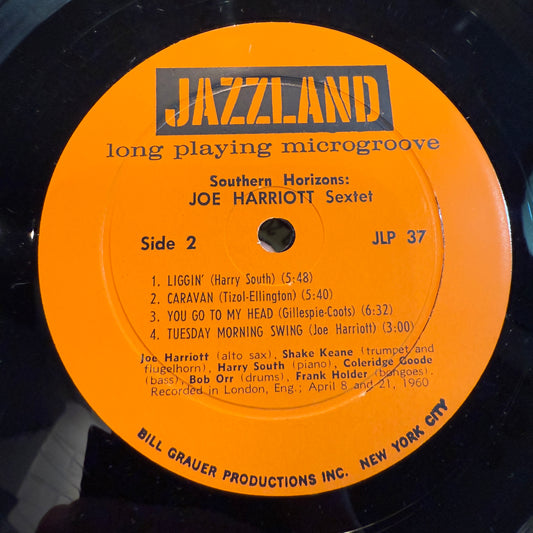 JAZZLAND
long playing microgroove
Southern Horizons:
JOE HARRIOTT Sextet
Side 2
JLP 37
1. LIGGIN' (Harry South) (5:48)
2. CARAVAN (Tizol-Ellington) (5:40)
3. YOU GO TO MY HEAD (Gillespie-Coots) (6:32)
4. TUESDAY MORNING SWING (Joe Harriott) (3:00)
Joe Harriott (alto sax), Shake Keane (trumpet and
flugelhorn), Harry South (piano), Coleridge Goode
(bass), Bob Orr (drums), Frank Holder (bongoes).
Recorded in London, Eng.; April 8 and 21, 1960
BILL GRAUER PRODUCTIONS INC. NEW YORK CITY